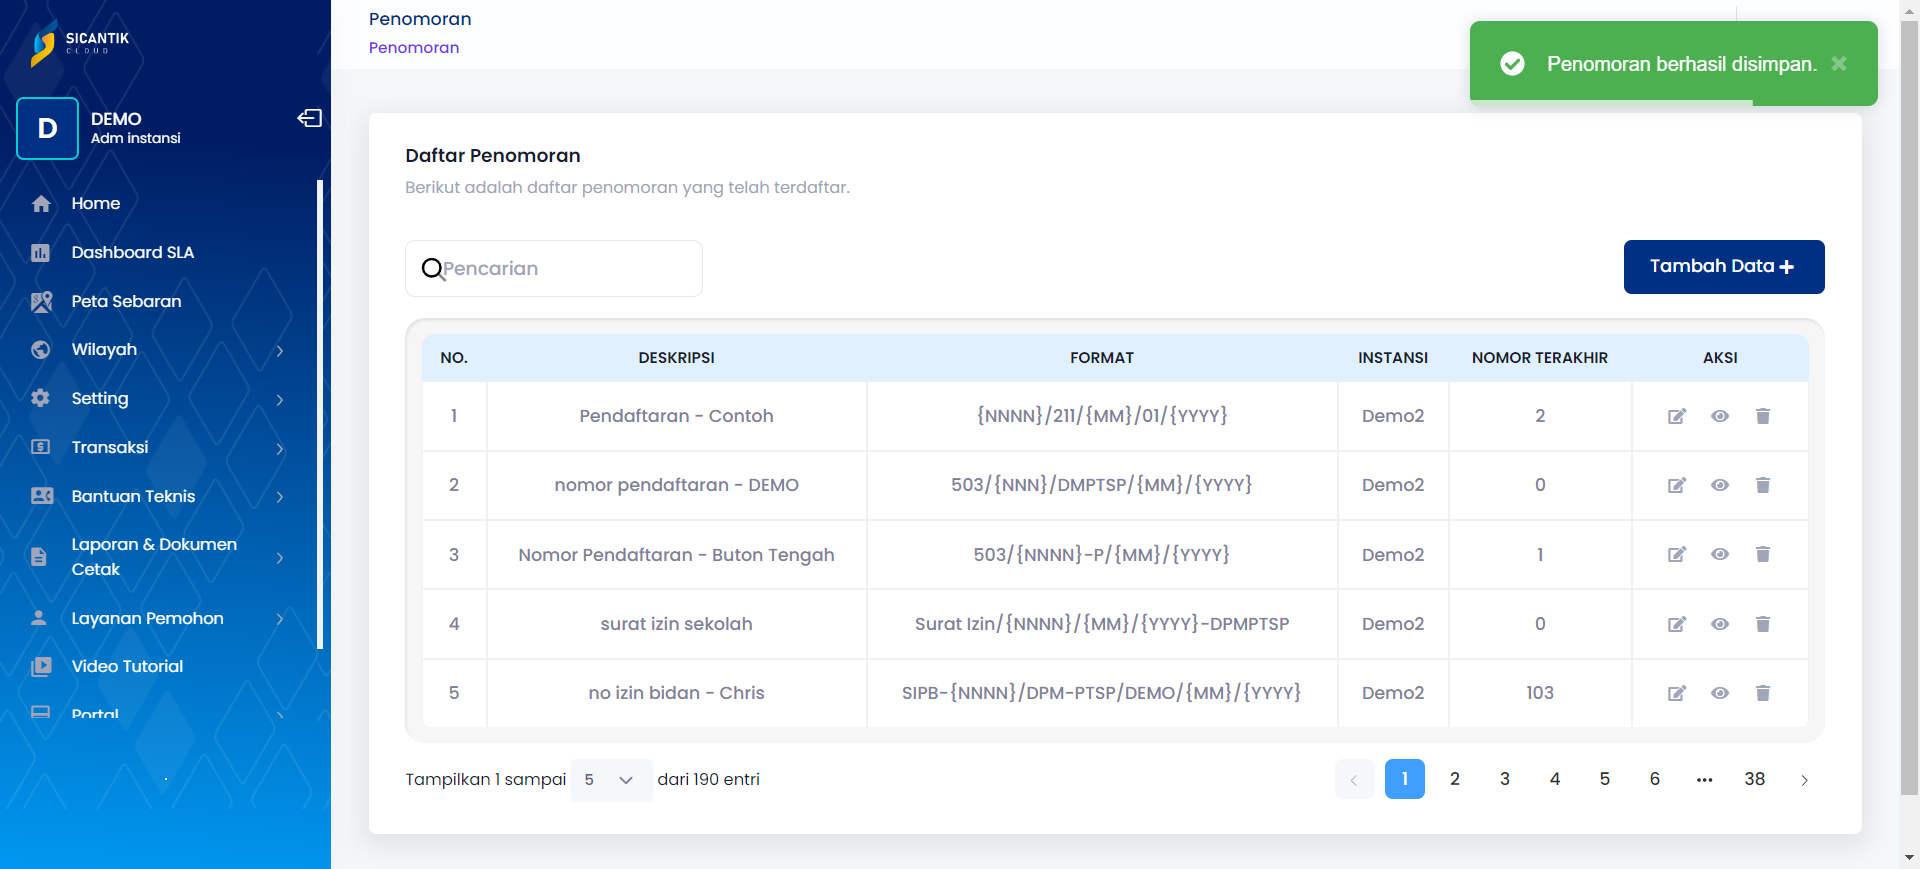 SICANTIK
CLOUD
D
DEMO
Adm instansi
Home
Dashboard SLA
Peta Sebaran
Wilayah
Setting
Transaksi
Bantuan Teknis
Laporan & Dokumen
Cetak
Layanan Pemohon
Video Tutorial
Portal
Penomoran
Penomoran
Penomoran berhasil disimpan.
Daftar Penomoran
Berikut adalah daftar penomoran yang telah terdaftar.
Pencarian
Tambah Data
NO. DESKRIPSI FORMAT INSTANSI NOMOR TERAKHIR AKSI
1 Pendaftaran - Contoh {NNNN}/211/{MM}/01/{YYYY} Demo2 2
2 nomor pendaftaran - DEMO 503/{NNN}/DMPTSP/{MM}/{YYYY} Demo2 0
3 Nomor Pendaftaran - Buton Tengah 503/{NNNN}-P/{MM}/{YYYY} Demo2 1
4 surat izin sekolah Surat Izin/{NNNN}/{MM}/{YYYY}-DPMPTSP Demo2 0
5 no izin bidan - Chris SIPB-{NNNN}/DPM-PTSP/DEMO/{MM}/{YYYY} Demo2 103
Tampilkan 1 sampai 5 dari 190 entri
1 2 3 4 5 6 ••• 38